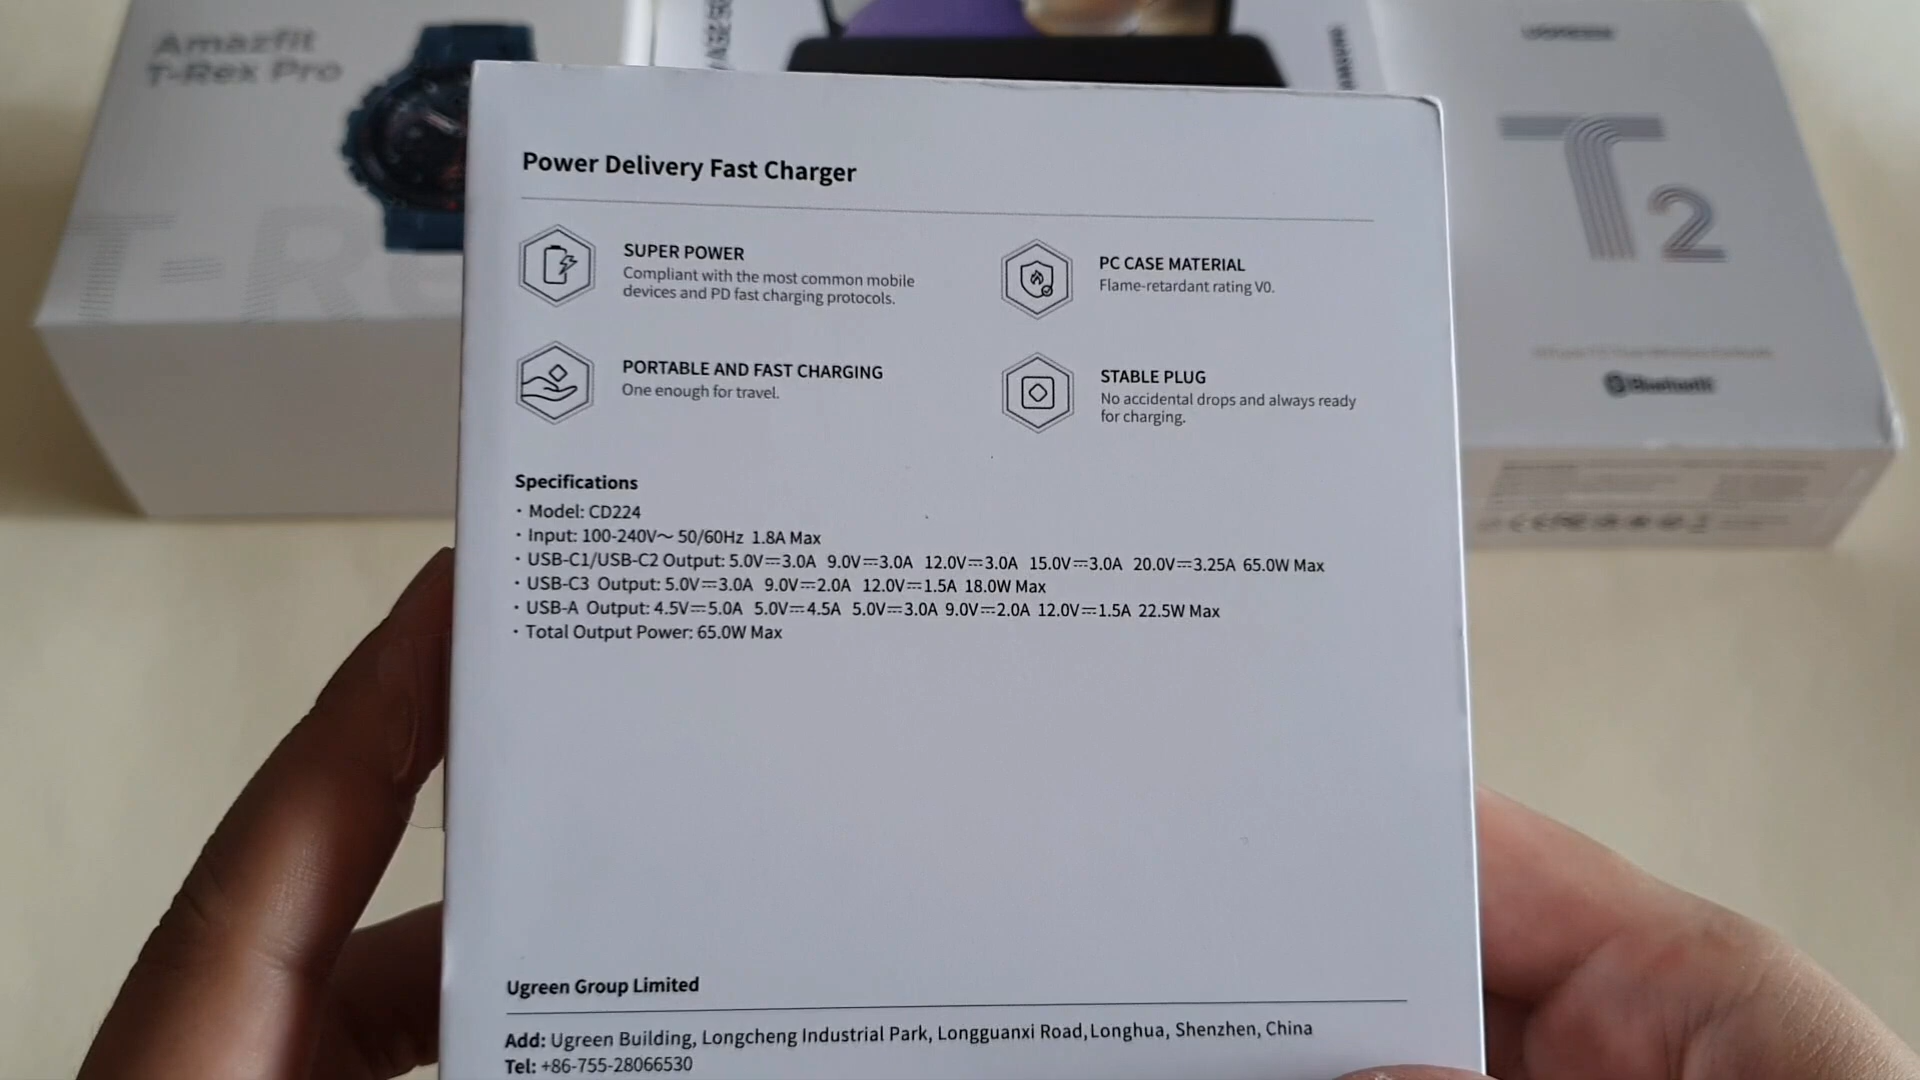 Amazfit
T-Rex Pro
UGREEN
T2
Bluetooth
Power Delivery Fast Charger
SUPER POWER
Compliant with the most common mobile
devices and PD fast charging protocols.
PC CASE MATERIAL
Flame-retardant rating V0.
PORTABLE AND FAST CHARGING
One enough for travel.
STABLE PLUG
No accidental drops and always ready
for charging.
Specifications
· Model: CD224
· Input: 100-240V～ 50/60Hz 1.8A Max
· USB-C1/USB-C2 Output: 5.0V⎓3.0A 9.0V⎓3.0A 12.0V⎓3.0A 15.0V⎓3.0A 20.0V⎓3.25A 65.0W Max
· USB-C3 Output: 5.0V⎓3.0A 9.0V⎓2.0A 12.0V⎓1.5A 18.0W Max
· USB-A Output: 4.5V⎓5.0A 5.0V⎓4.5A 5.0V⎓3.0A 9.0V⎓2.0A 12.0V⎓1.5A 22.5W Max
· Total Output Power: 65.0W Max
Ugreen Group Limited
Add: Ugreen Building, Longcheng Industrial Park, Longguanxi Road, Longhua, Shenzhen, China
Tel: +86-755-28066530